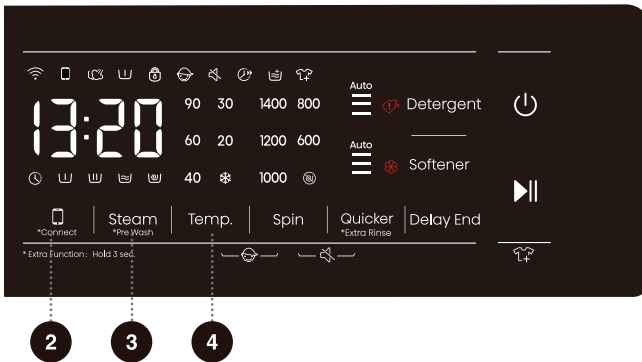 Auto
90 30 1400 800
Detergent
13:20
60 20 1200 600
Auto
Softener
40 1000
Steam Temp. Spin Quicker Delay End
*Connect *Pre Wash *Extra Rinse
* Extra Function: Hold 3 sec.
2 3 4